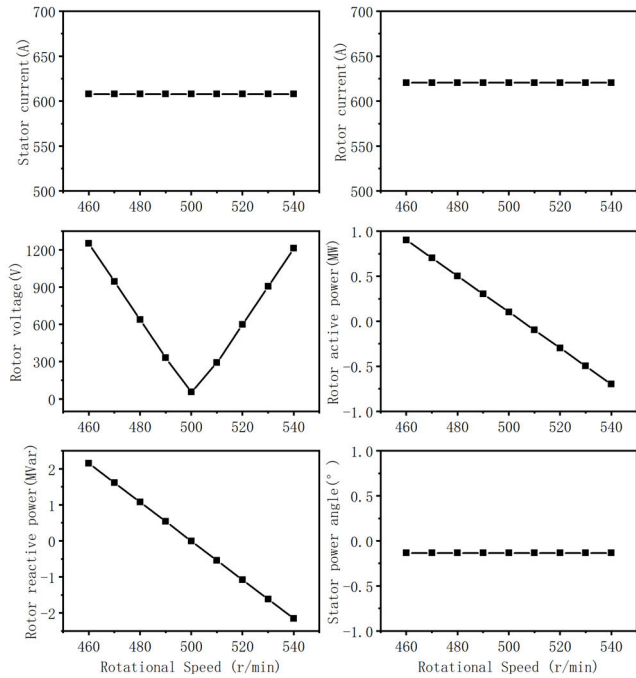 Stator current(A)
700
650
600
550
500
460 480 500 520 540
Rotor current(A)
700
650
600
550
500
460 480 500 520 540
Rotor voltage(V)
1200
900
600
300
0
460 480 500 520 540
Rotor active power(MW)
1.0
0.5
0.0
-0.5
-1.0
460 480 500 520 540
Rotor reactive power(MVar)
2
1
0
-1
-2
460 480 500 520 540
Rotational Speed (r/min)
Stator power angle(°)
1.0
0.5
0.0
-0.5
-1.0
460 480 500 520 540
Rotational Speed (r/min)